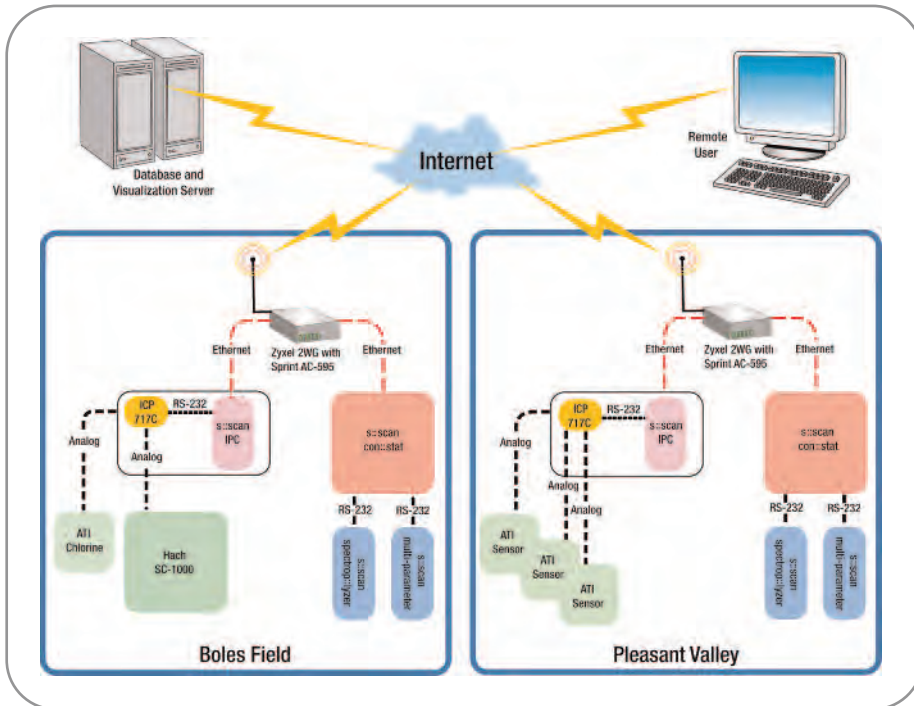 Database and
Visualization Server
Internet
Remote
User
Ethernet
Zyxel 2WG with
Sprint AC-595
Ethernet
ICP
717C
RS-232
s::scan
IPC
Analog
Analog
s::scan
con::stat
RS-232
RS-232
ATI
Chlorine
Hach
SC-1000
s::scan
spectro::lyzer
s::scan
multi-parameter
Boles Field
Ethernet
Zyxel 2WG with
Sprint AC-595
Ethernet
ICP
717C
RS-232
s::scan
IPC
Analog
Analog
Analog
s::scan
con::stat
RS-232
RS-232
ATI
Sensor
ATI
Sensor
ATI
Sensor
s::scan
spectro::lyzer
s::scan
multi-parameter
Pleasant Valley